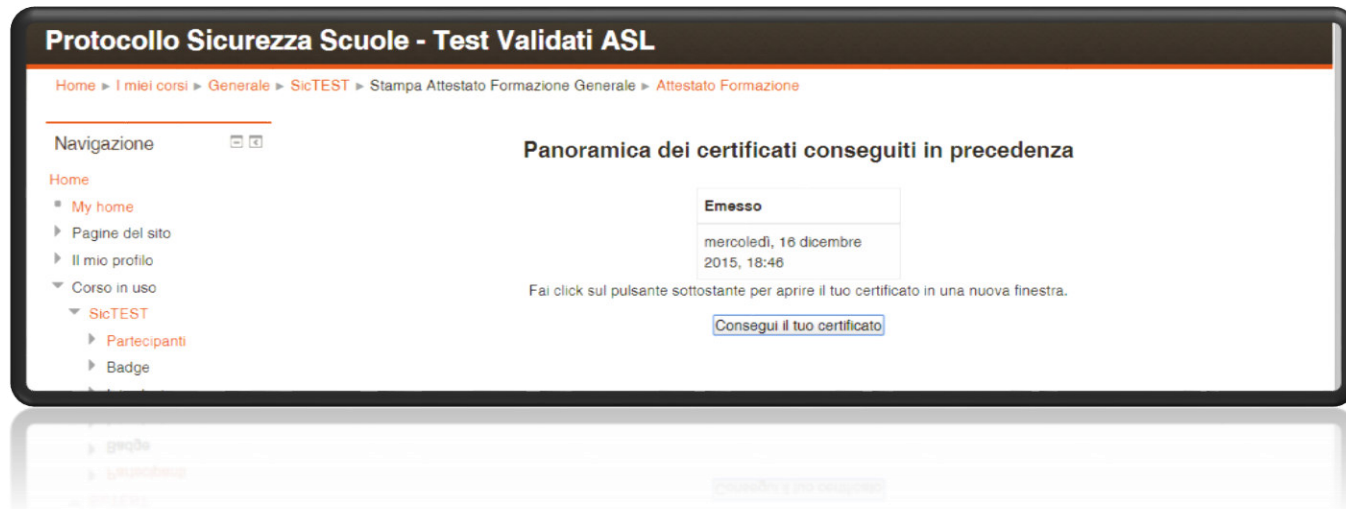 Protocollo Sicurezza Scuole - Test Validati ASL
Home ► I miei corsi ► Generale ► SicTEST ► Stampa Attestato Formazione Generale ► Attestato Formazione
Navigazione
Panoramica dei certificati conseguiti in precedenza
Home
My home
Pagine del sito
Il mio profilo
Corso in uso
SicTEST
Partecipanti
Badge
Emesso
mercoledì, 16 dicembre
2015, 18:46
Fai click sul pulsante sottostante per aprire il tuo certificato in una nuova finestra.
Consegui il tuo certificato